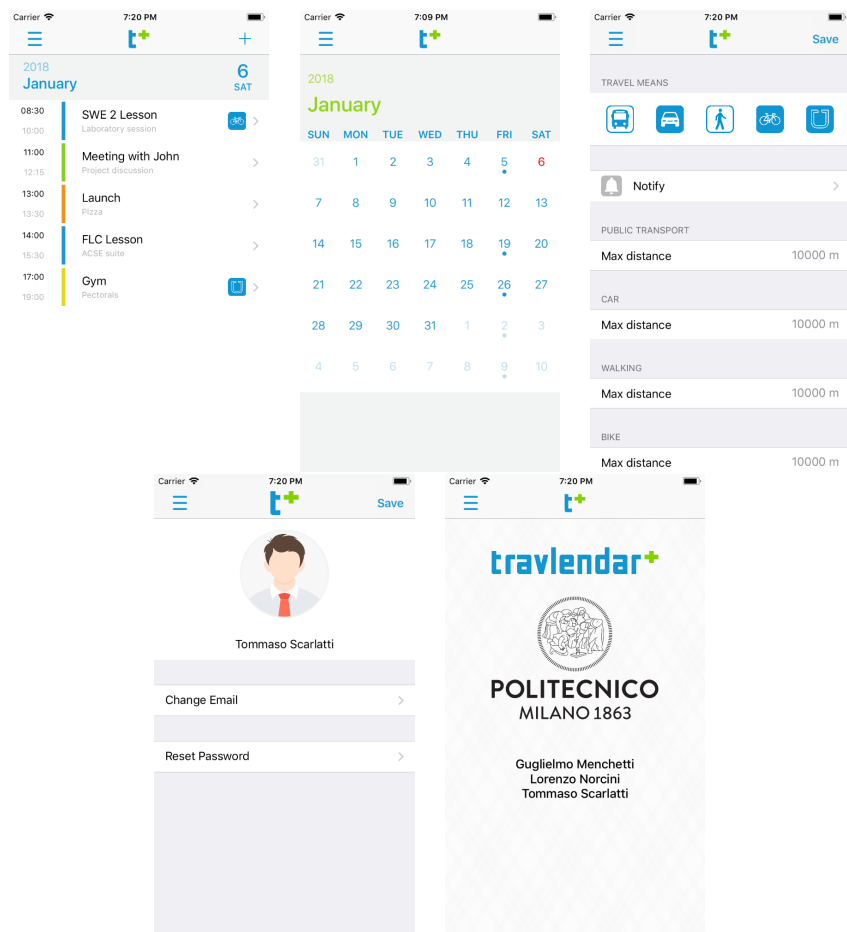 Carrier 7:20 PM
t+
2018
January
6
SAT
08:30
10:00
SWE 2 Lesson
Laboratory session
11:00
12:15
Meeting with John
Project discussion
13:00
13:30
Launch
Pizza
14:00
15:30
FLC Lesson
ACSE suite
17:00
19:00
Gym
Pectorals
Carrier 7:09 PM
t+
2018
January
SUN MON TUE WED THU FRI SAT
31 1 2 3 4 5 6
7 8 9 10 11 12 13
14 15 16 17 18 19 20
21 22 23 24 25 26 27
28 29 30 31 1 2 3
4 5 6 7 8 9 10
Carrier 7:20 PM
t+ Save
TRAVEL MEANS
Notify
PUBLIC TRANSPORT
Max distance 10000 m
CAR
Max distance 10000 m
WALKING
Max distance 10000 m
BIKE
Max distance 10000 m
Carrier 7:20 PM
t+ Save
Tommaso Scarlatti
Change Email
Reset Password
Carrier 7:20 PM
t+
travlendar+
POLITECNICO
MILANO 1863
Guglielmo Menchetti
Lorenzo Norcini
Tommaso Scarlatti